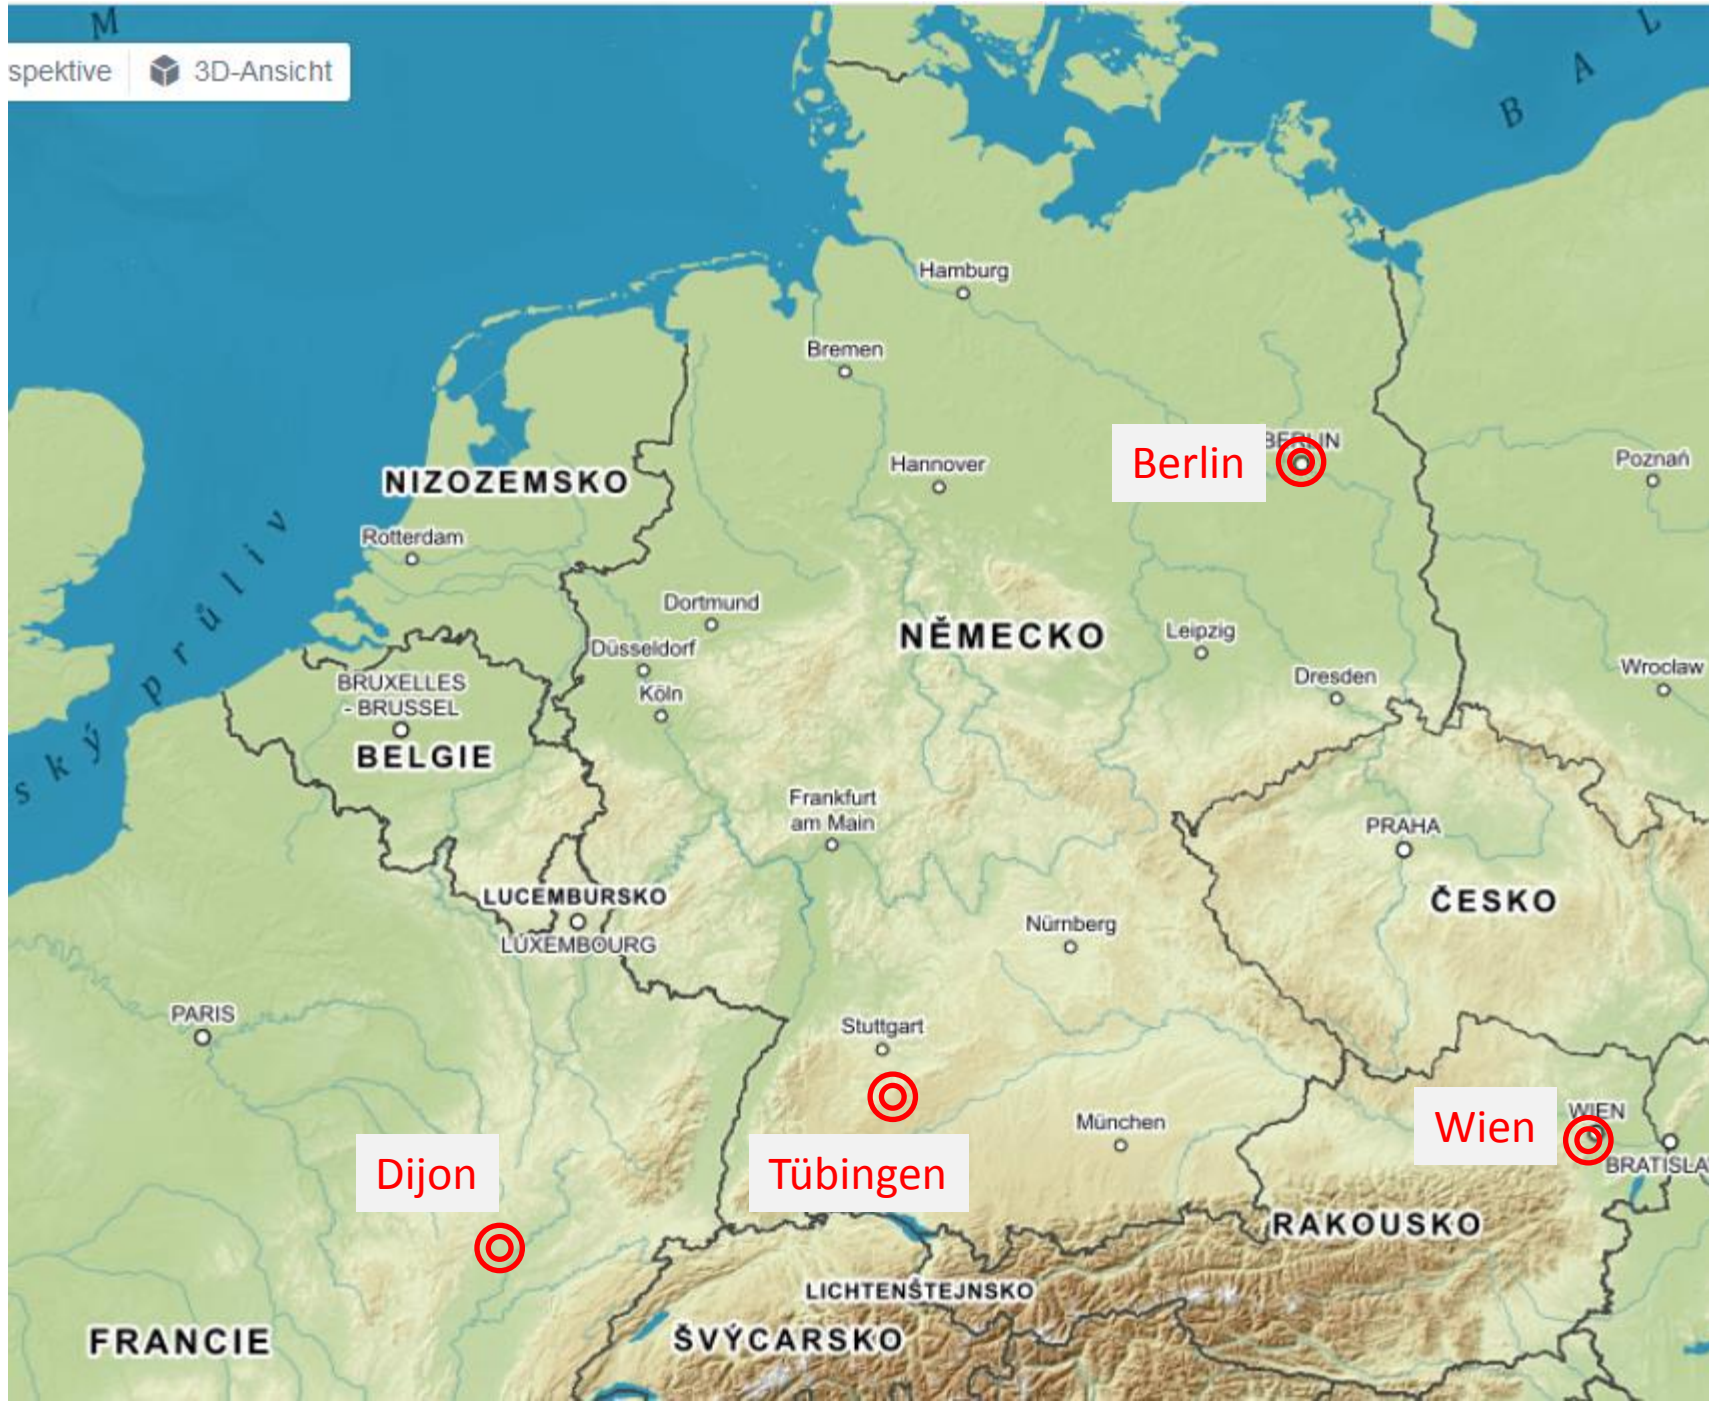 M
spektive
3D-Ansicht
B A L
Hamburg
Bremen
BERLIN
Berlin
Hannover
Poznań
NIZOZEMSKO
Rotterdam
ský průliv
Dortmund
NĚMECKO
Leipzig
Düsseldorf
Köln
Dresden
Wrocław
BRUXELLES
- BRUSSEL
BELGIE
Frankfurt
am Main
PRAHA
LUCEMBURSKO
LUXEMBOURG
ČESKO
Nürnberg
PARIS
Stuttgart
München
WIEN
Wien
BRATISLA
Dijon
Tübingen
RAKOUSKO
LICHTENŠTEJNSKO
FRANCIE
ŠVÝCARSKO